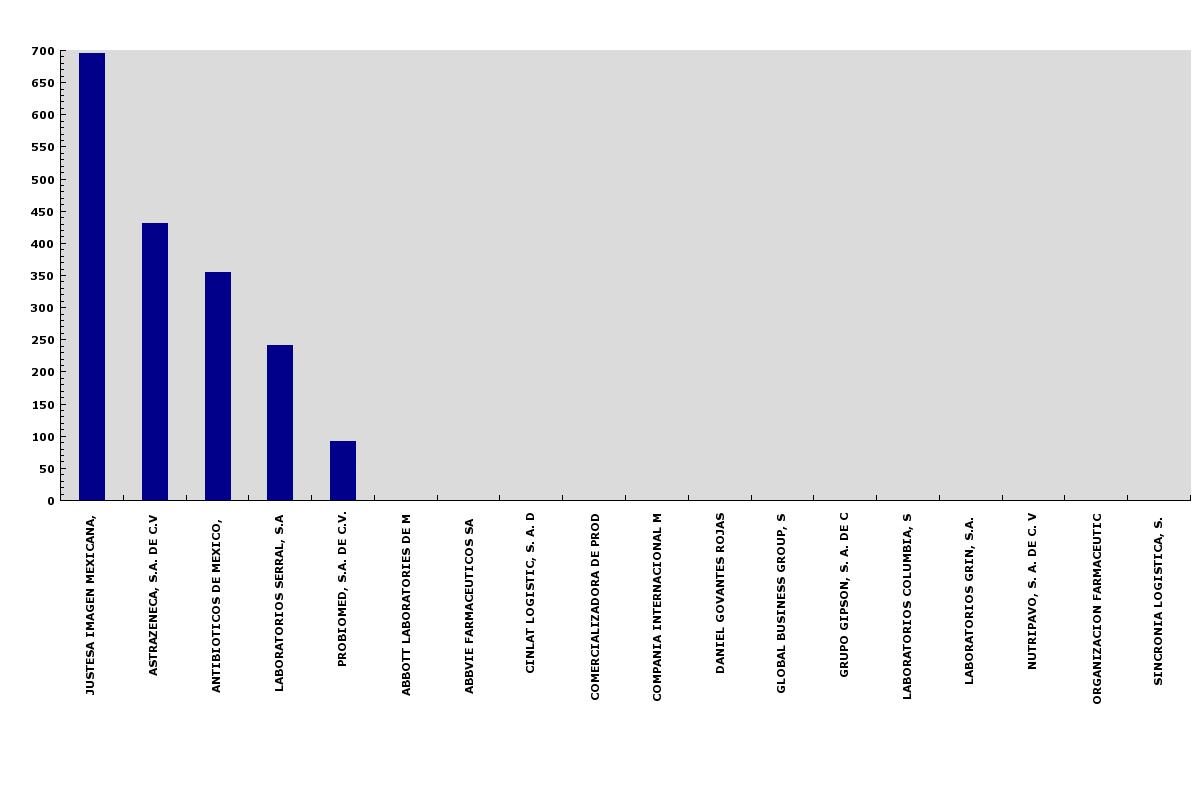 700
650
600
550
500
450
400
350
300
250
200
150
100
50
0
JUSTESA IMAGEN MEXICANA,
ASTRAZENECA, S.A. DE C.V
ANTIBIOTICOS DE MEXICO,
LABORATORIOS SERRAL, S.A
PROBIOMED, S.A. DE C.V.
ABBOTT LABORATORIES DE M
ABBVIE FARMACEUTICOS SA
CINLAT LOGISTIC, S. A. D
COMERCIALIZADORA DE PROD
COMPANIA INTERNACIONAL M
DANIEL GOVANTES ROJAS
GLOBAL BUSINESS GROUP, S
GRUPO GIPSON, S. A. DE C
LABORATORIOS COLUMBIA, S
LABORATORIOS GRIN, S.A.
NUTRIPAVO, S. A. DE C. V
ORGANIZACION FARMACEUTIC
SINCRONIA LOGISTICA, S.